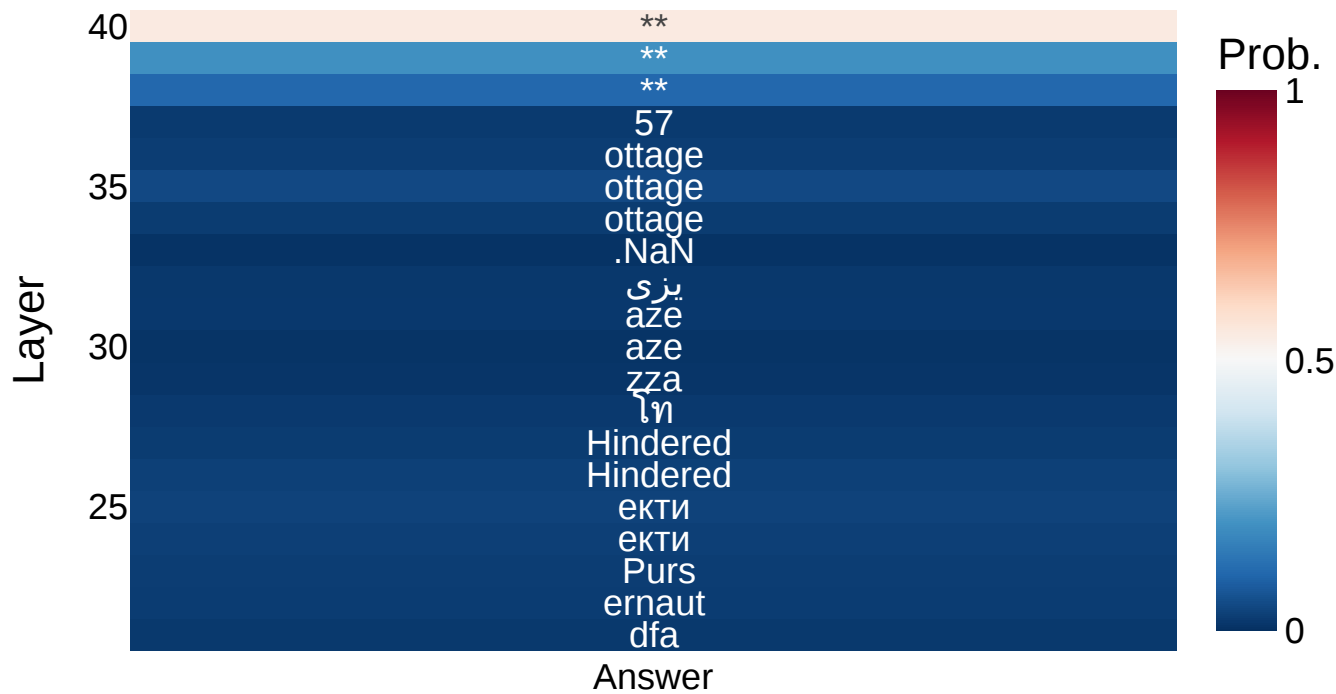 40
**
**
**
57
ottage
35
ottage
ottage
.NaN
یزی
aze
30
aze
zza
โท
Hindered
Hindered
25
екти
екти
Purs
ernaut
dfa
Layer
Answer
Prob.
1
0.5
0